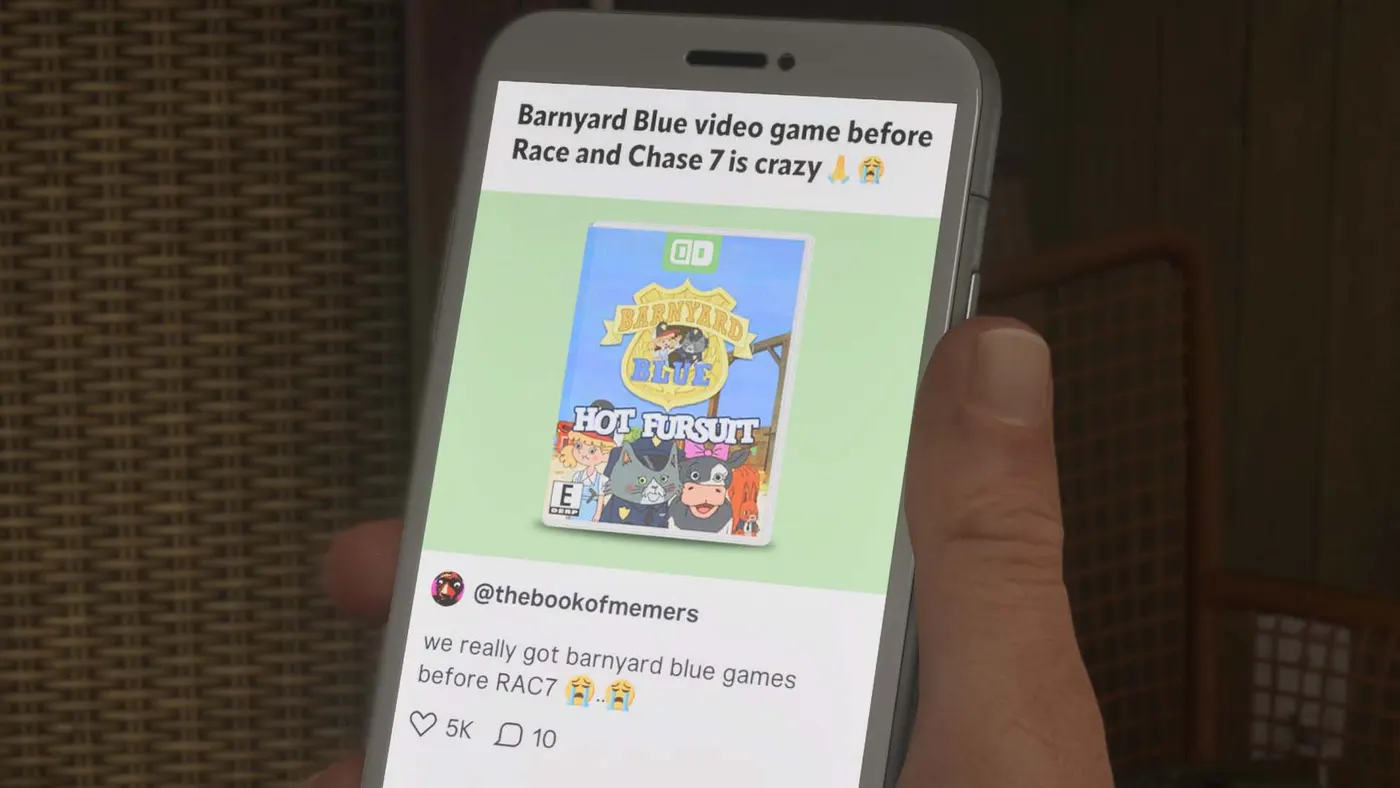 Barnyard Blue video game before
Race and Chase 7 is crazy🙏😭
BARNYARD
BLUE
HOT FURSUIT
E
DERP
@thebookofmemers
we really got barnyard blue games
before RAC7 😭..😭
5K 10